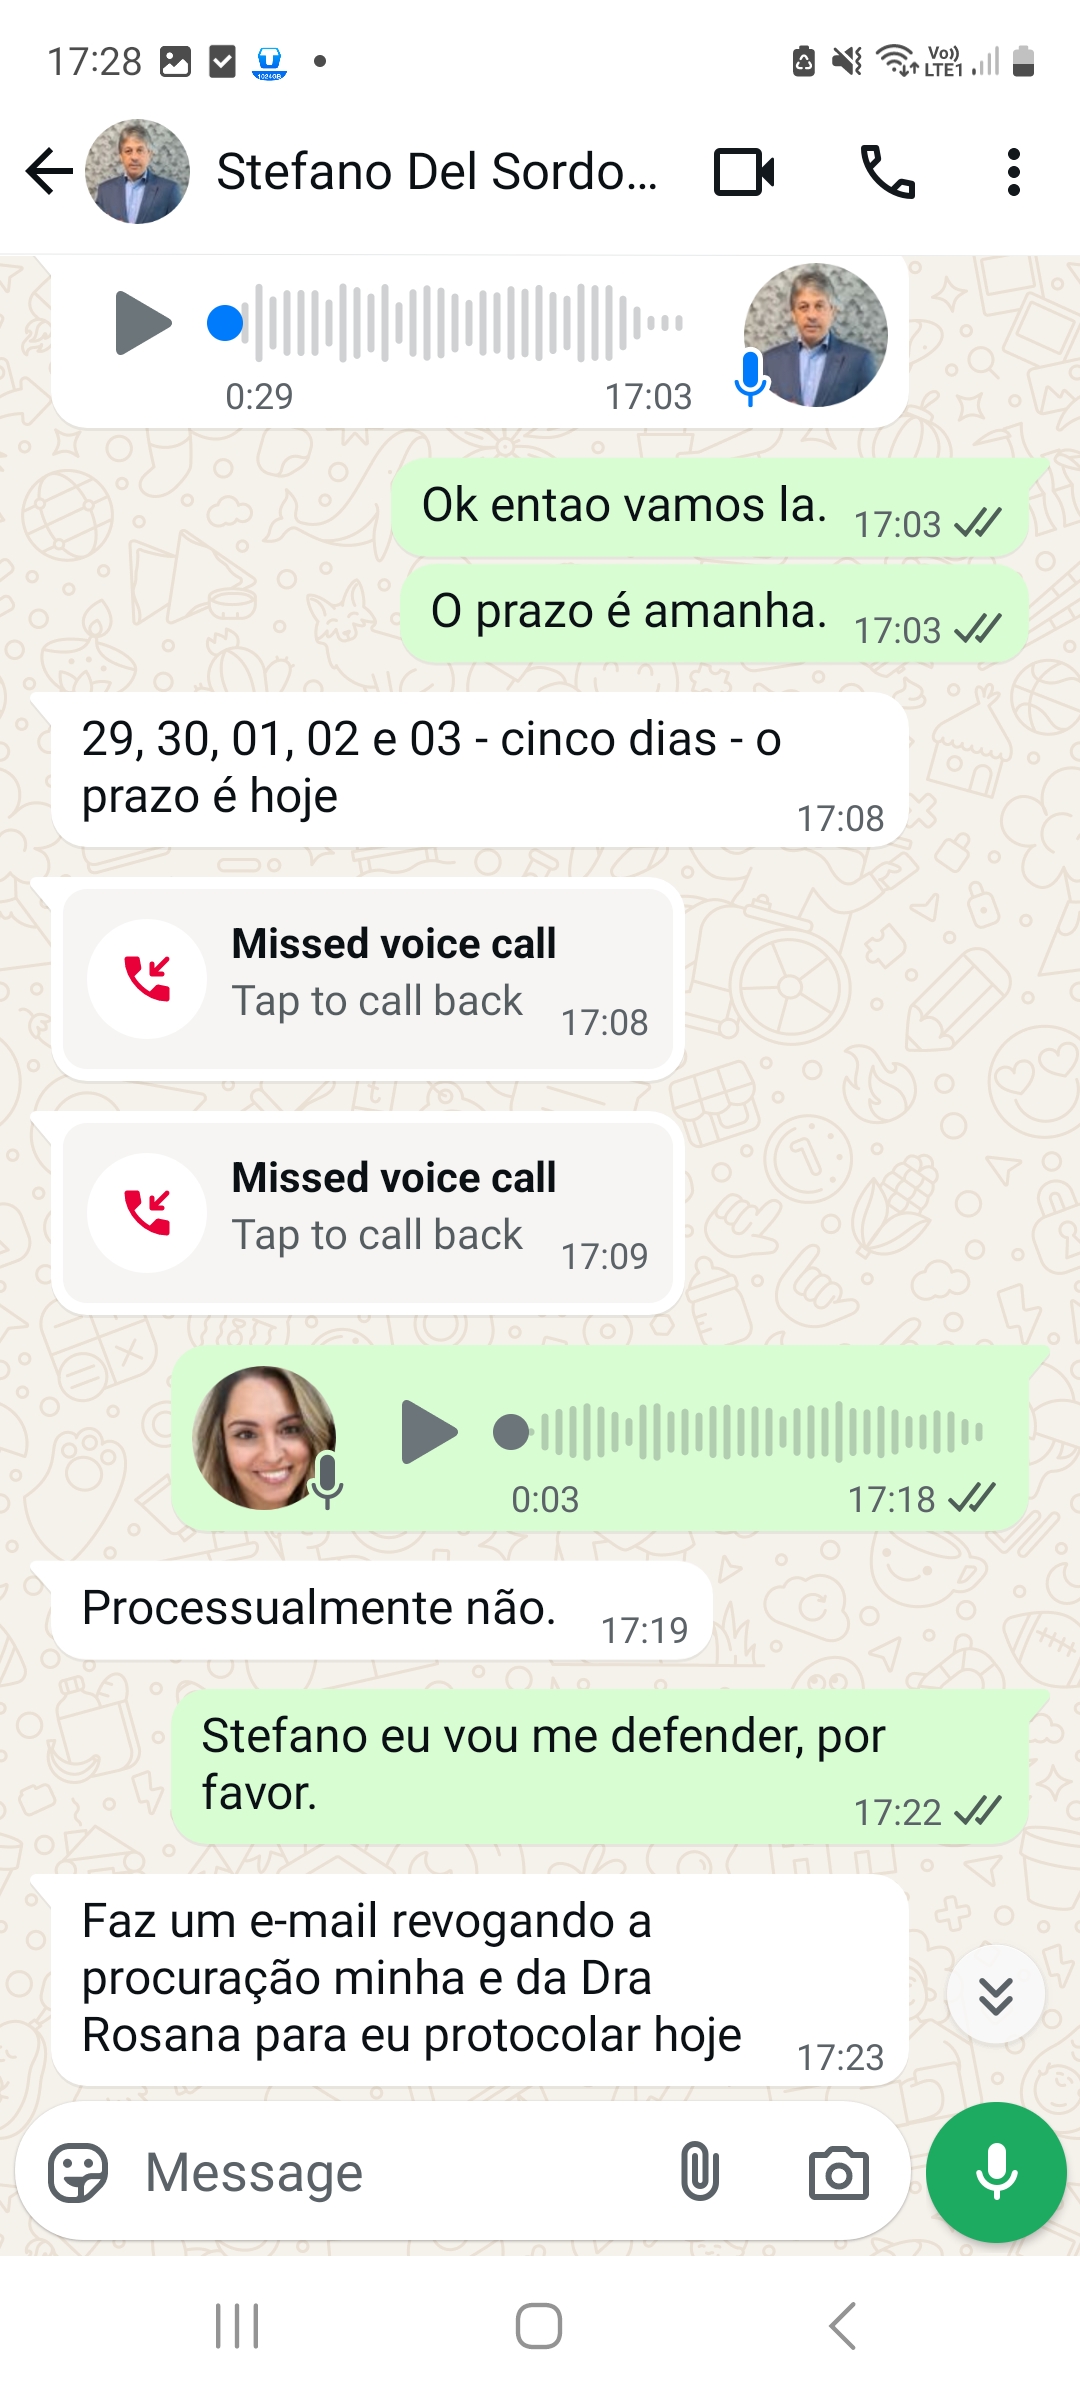 17:28
Vo))
LTE1
1024GB
Stefano Del Sordo...
0:29
17:03
Ok entao vamos la.
17:03
O prazo é amanha.
17:03
29, 30, 01, 02 e 03 - cinco dias - o
prazo é hoje
17:08
Missed voice call
Tap to call back
17:08
Missed voice call
Tap to call back
17:09
0:03
17:18
Processualmente não.
17:19
Stefano eu vou me defender, por
favor.
17:22
Faz um e-mail revogando a
procuração minha e da Dra
Rosana para eu protocolar hoje
17:23
Message